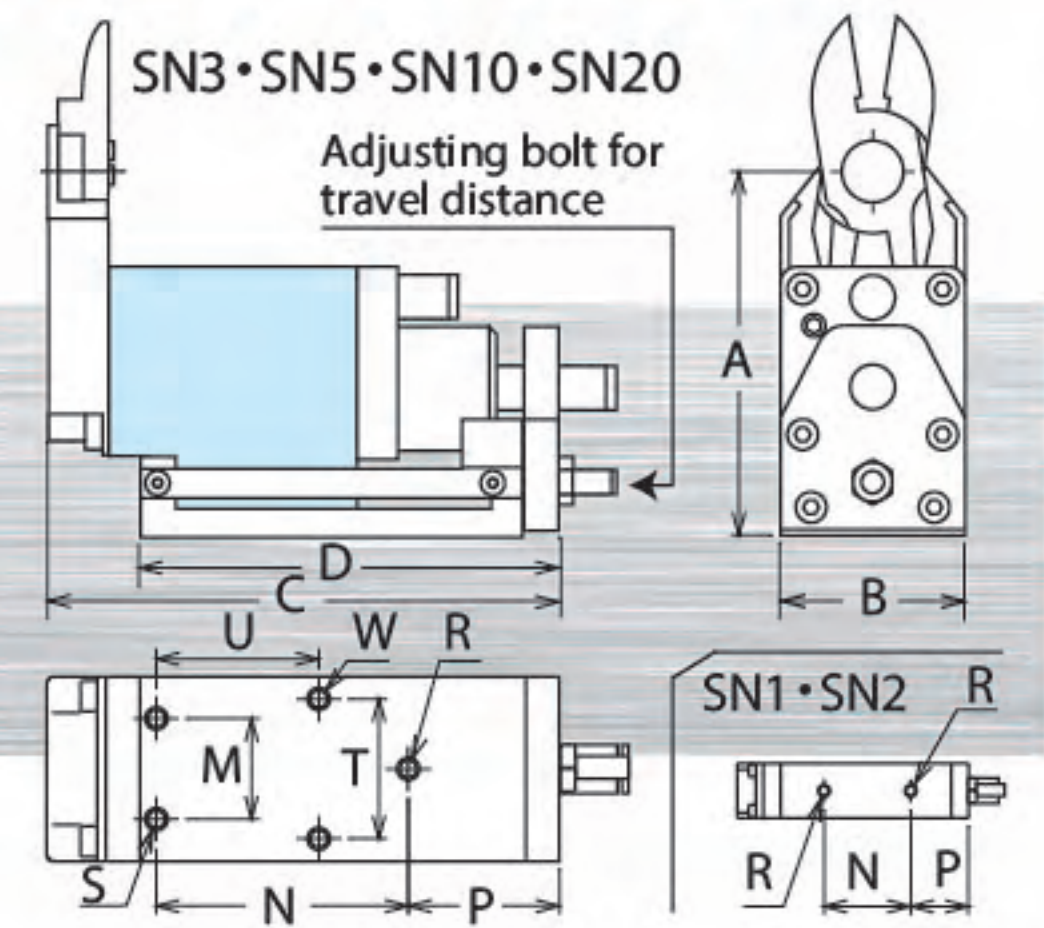 SN3•SN5•SN10•SN20
Adjusting bolt for
travel distance
A
D
C
B
U
W
R
SN1•SN2
R
M
T
S
N
P
R
N
P